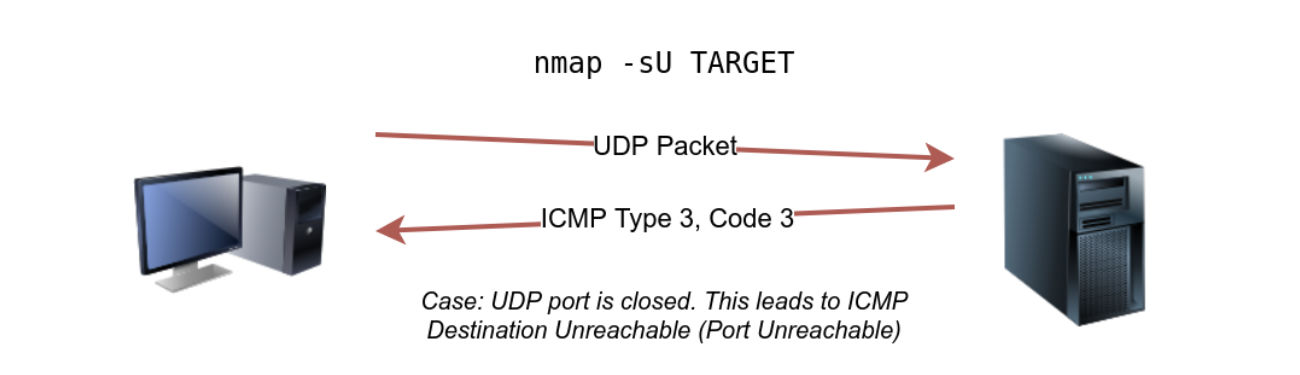 nmap -sU TARGET
UDP Packet
ICMP Type 3, Code 3
Case: UDP port is closed. This leads to ICMP
Destination Unreachable (Port Unreachable)